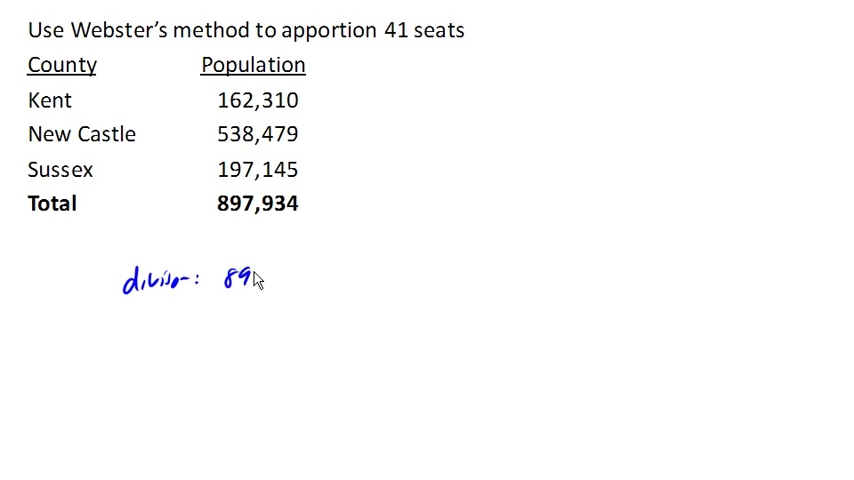 Use Webster’s method to apportion 41 seats
County Population
Kent 162,310
New Castle 538,479
Sussex 197,145
Total 897,934
divisor: 89